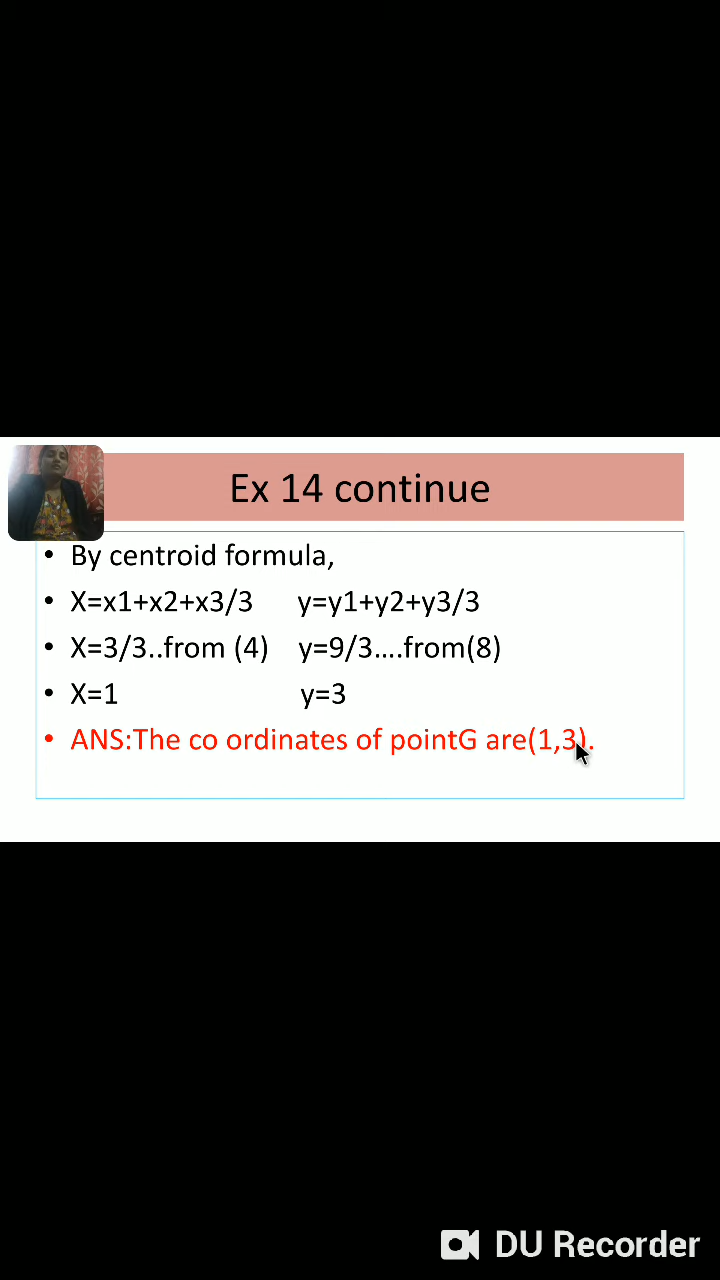 Ex 14 continue
• By centroid formula,
• X=x1+x2+x3/3 y=y1+y2+y3/3
• X=3/3..from (4) y=9/3....from(8)
• X=1 y=3
• ANS:The co ordinates of pointG are(1,3).
DU Recorder